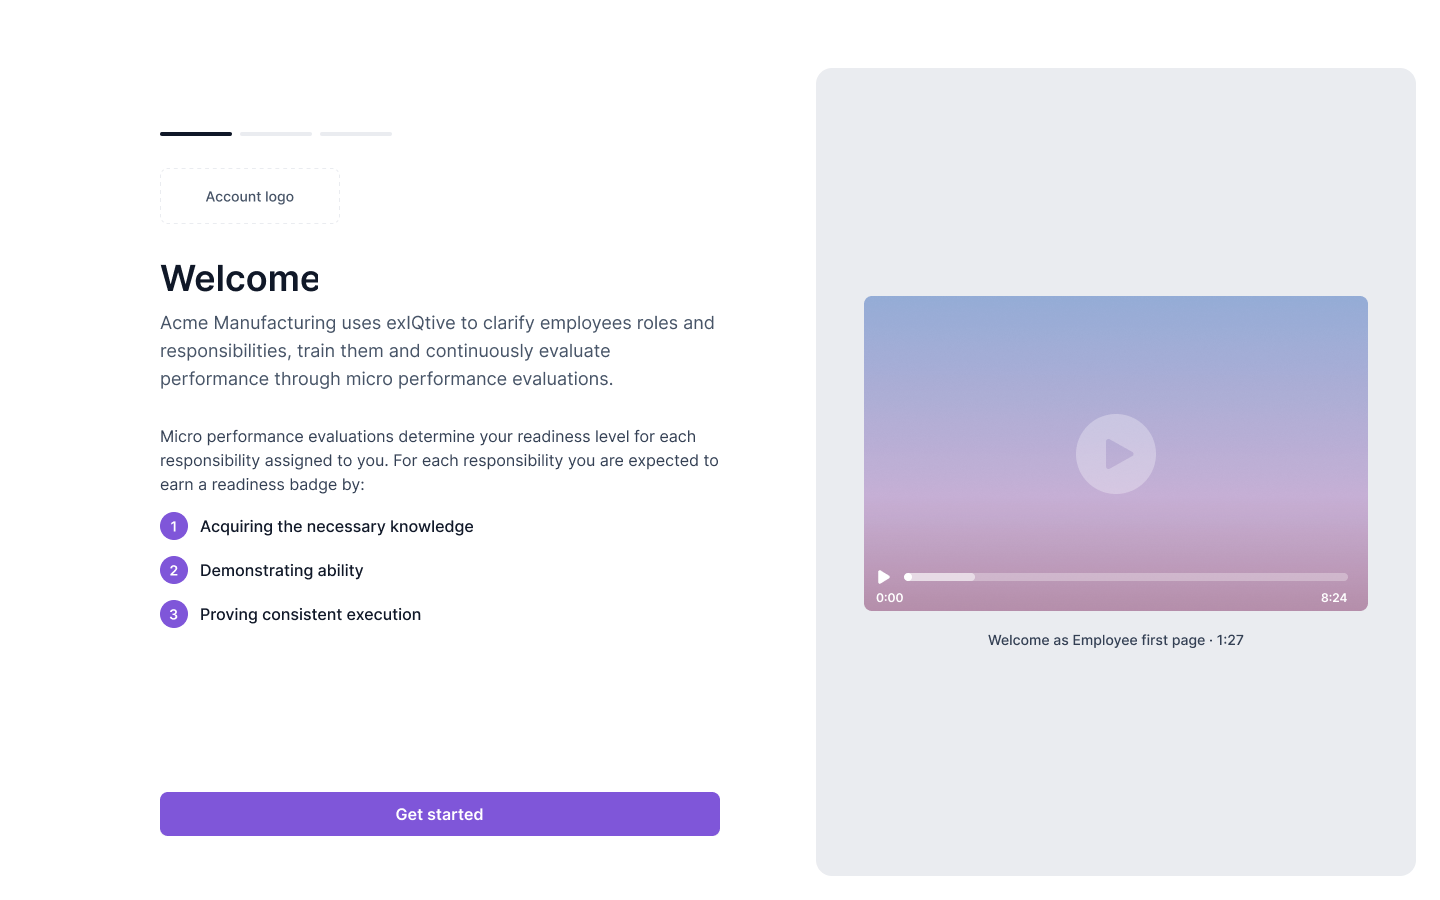 Account logo
Welcome
Acme Manufacturing uses exIQtive to clarify employees roles and
responsibilities, train them and continuously evaluate
performance through micro performance evaluations.
Micro performance evaluations determine your readiness level for each
responsibility assigned to you. For each responsibility you are expected to
earn a readiness badge by:
1 Acquiring the necessary knowledge
2 Demonstrating ability
3 Proving consistent execution
Get started
0:00 8:24
Welcome as Employee first page · 1:27